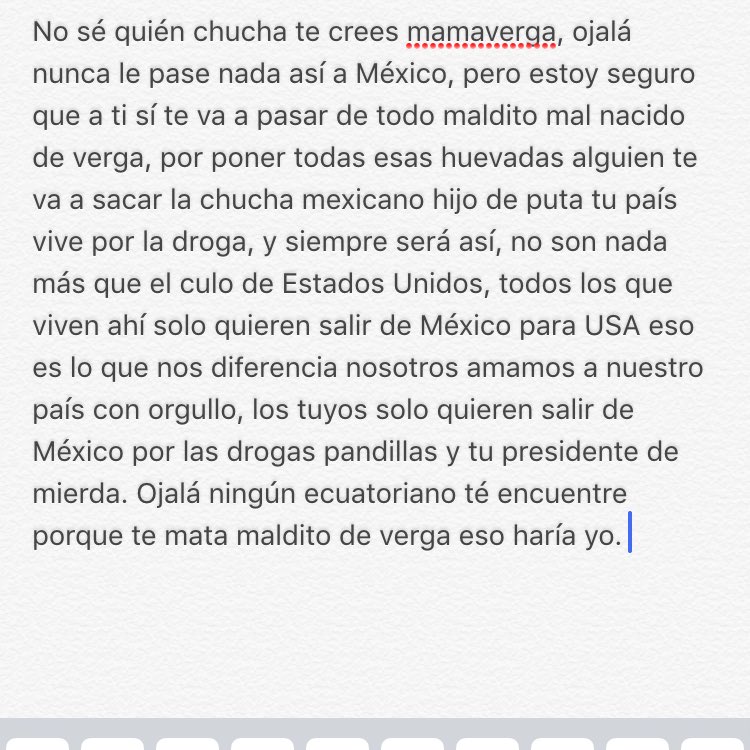 No sé quién chucha te crees mamaverga, ojalá
nunca le pase nada así a México, pero estoy seguro
que a ti sí te va a pasar de todo maldito mal nacido
de verga, por poner todas esas huevadas alguien te
va a sacar la chucha mexicano hijo de puta tu país
vive por la droga, y siempre será así, no son nada
más que el culo de Estados Unidos, todos los que
viven ahí solo quieren salir de México para USA eso
es lo que nos diferencia nosotros amamos a nuestro
país con orgullo, los tuyos solo quieren salir de
México por las drogas pandillas y tu presidente de
mierda. Ojalá ningún ecuatoriano té encuentre
porque te mata maldito de verga eso haría yo.